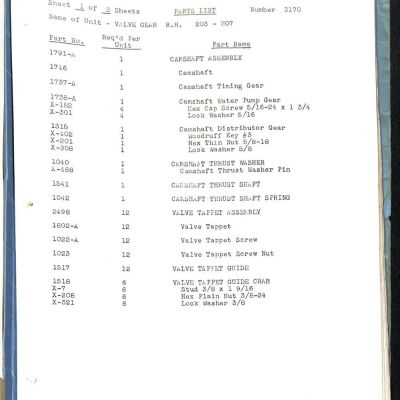 Sheet 1 of 2 Sheets PARTS LIST Number 3170
Name of Unit - VALVE GEAR R.H. 203 - 207
Part No. Req'd Per Unit Part Name
1791-A 1 CAMSHAFT ASSEMBLY
1746 1 Camshaft
1737-A 1 Camshaft Timing Gear
1738-A 1 Camshaft Water Pump Gear
X-182 4 Hex Cap Screw 5/16-24 x 1 3/4
X-301 4 Lock Washer 5/16
1315 1 Camshaft Distributor Gear
X-402 1 Woodruff Key #3
X-201 1 Hex Thin Nut 5/8-18
X-308 1 Lock Washer 5/8
1040 1 CAMSHAFT THRUST WASHER
X-488 1 Camshaft Thrust Washer Pin
1541 1 CAMSHAFT THRUST SHAFT
1042 1 CAMSHAFT THRUST SHAFT SPRING
2498 12 VALVE TAPPET ASSEMBLY
1802-A 12 Valve Tappet
1022-A 12 Valve Tappet Screw
1023 12 Valve Tappet Screw Nut
1517 12 VALVE TAPPET GUIDE
1518 6 VALVE TAPPET GUIDE CRAB
X-7 6 Stud 3/8 x 1 9/16
X-208 6 Hex Plain Nut 3/8-24
X-321 6 Lock Washer 3/8